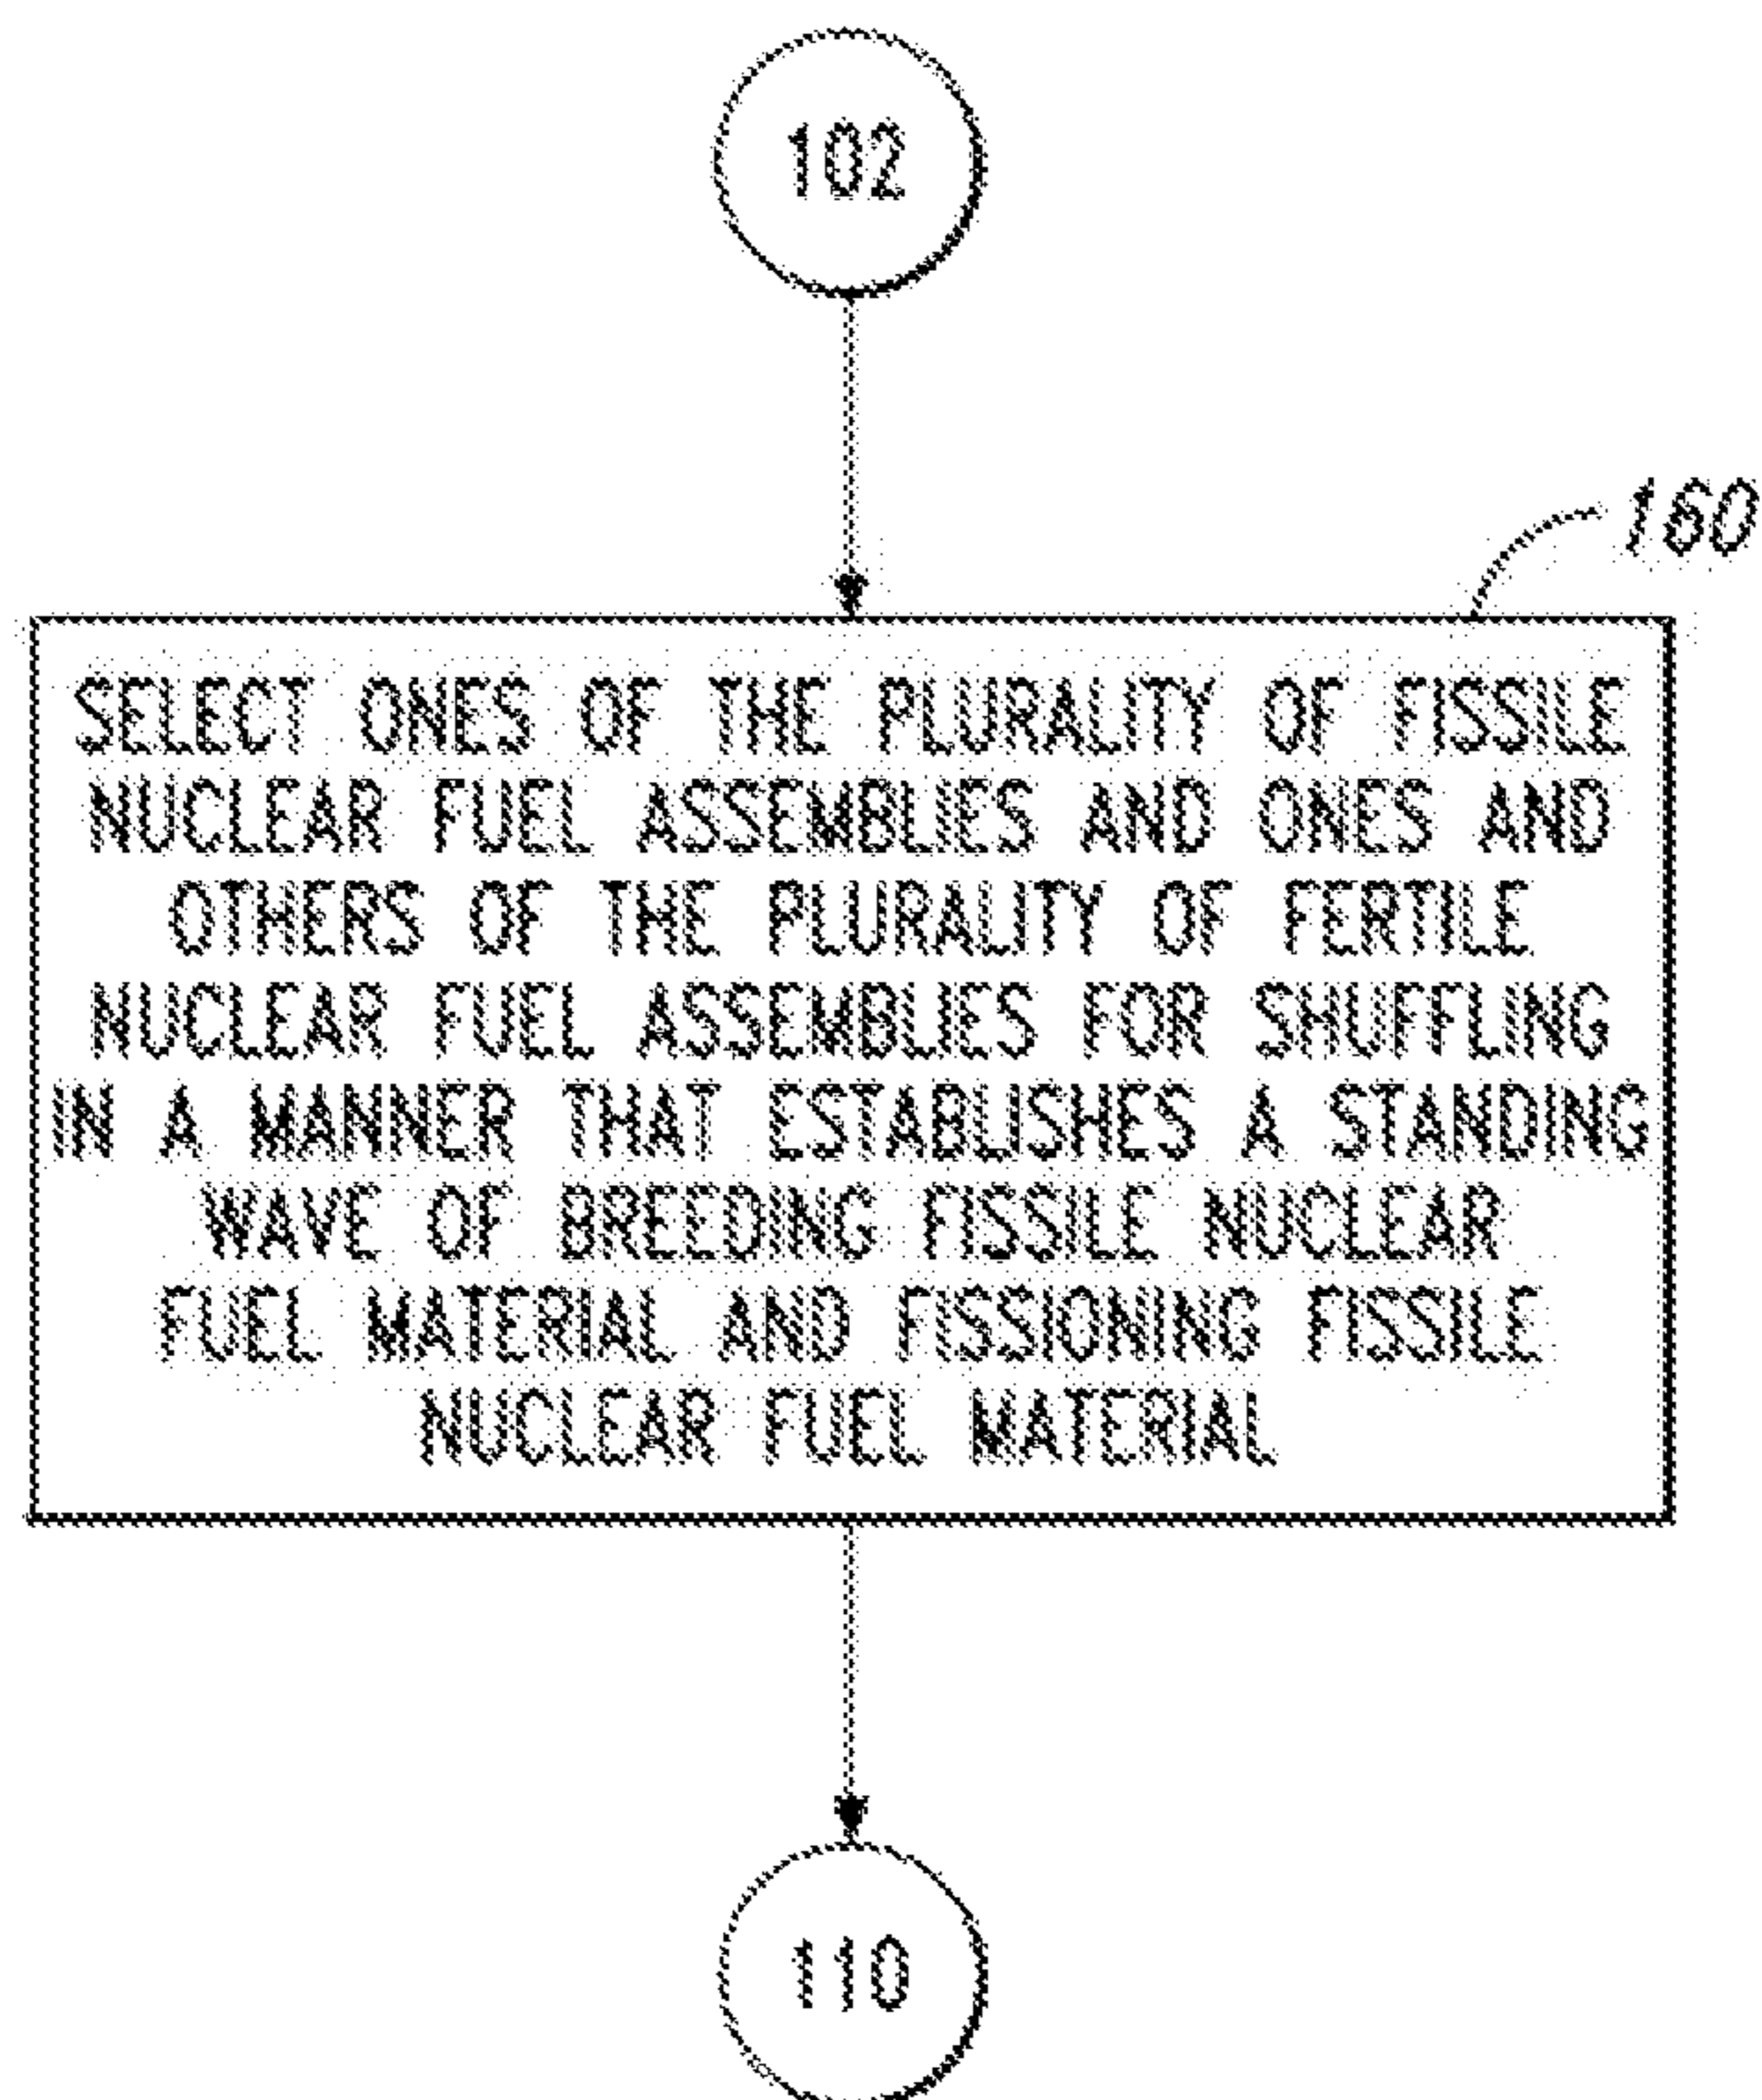 102
160
SELECT ONES OF THE PLURALITY OF FISSILE
NUCLEAR FUEL ASSEMBLIES AND ONES AND
OTHERS OF THE PLURALITY OF FERTILE
NUCLEAR FUEL ASSEMBLIES FOR SHUFFLING
IN A MANNER THAT ESTABLISHES A STANDING
WAVE OF BREEDING FISSILE NUCLEAR
FUEL MATERIAL AND FISSIONING FISSILE
NUCLEAR FUEL MATERIAL
110